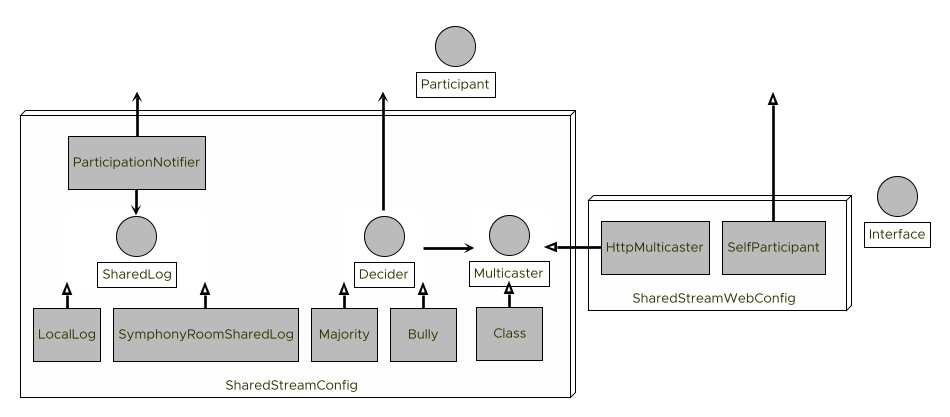 Participant
ParticipationNotifier
SharedLog
Decider
Multicaster
HttpMulticaster
SelfParticipant
Interface
SharedStreamWebConfig
LocalLog
SymphonyRoomSharedLog
Majority
Bully
Class
SharedStreamConfig